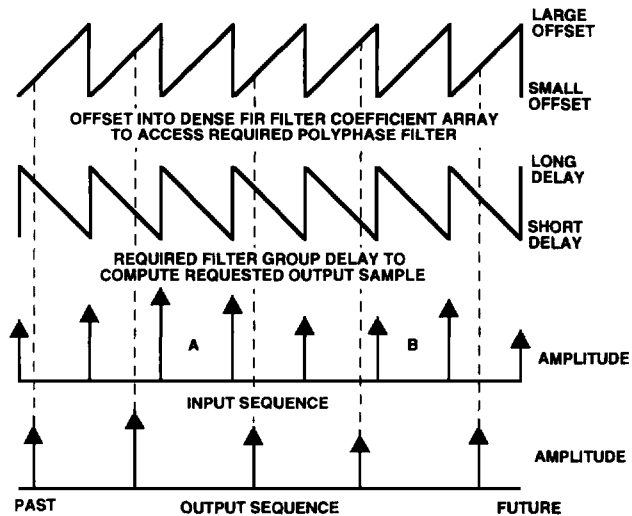 LARGE
OFFSET
SMALL
OFFSET
OFFSET INTO DENSE FIR FILTER COEFFICIENT ARRAY
TO ACCESS REQUIRED POLYPHASE FILTER
LONG
DELAY
SHORT
DELAY
REQUIRED FILTER GROUP DELAY TO
COMPUTE REQUESTED OUTPUT SAMPLE
A
B
AMPLITUDE
INPUT SEQUENCE
AMPLITUDE
PAST
OUTPUT SEQUENCE
FUTURE